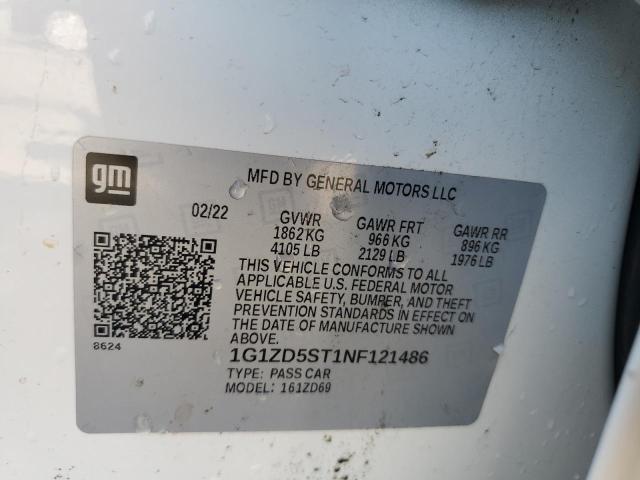 gm
MFD BY GENERAL MOTORS LLC
02/22 GVWR GAWR FRT GAWR RR
1862 KG 966 KG 896 KG
4105 LB 2129 LB 1976 LB
THIS VEHICLE CONFORMS TO ALL
APPLICABLE U.S. FEDERAL MOTOR
VEHICLE SAFETY, BUMPER, AND THEFT
PREVENTION STANDARDS IN EFFECT ON
THE DATE OF MANUFACTURE SHOWN
ABOVE.
8624
1G1ZD5ST1NF121486
TYPE: PASS CAR
MODEL: 161ZD69